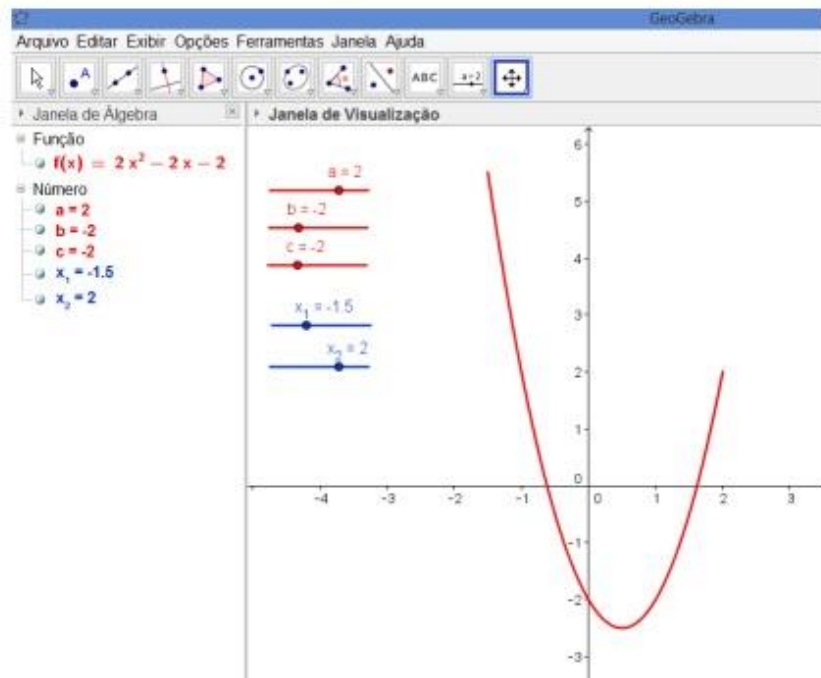 GeoGebra
Arquivo Editar Exibir Opções Ferramentas Janela Ajuda
A
ABC
a=2
Janela de Álgebra
Janela de Visualização
Função
f(x) = 2 x² − 2 x − 2
Número
a = 2
b = -2
c = -2
x₁ = -1.5
x₂ = 2
a = 2
b = -2
c = -2
x₁ = -1.5
x₂ = 2
6
5
4
3
2
1
0
-4 -3 -2 -1 0 1 2 3
-1
-2
-3